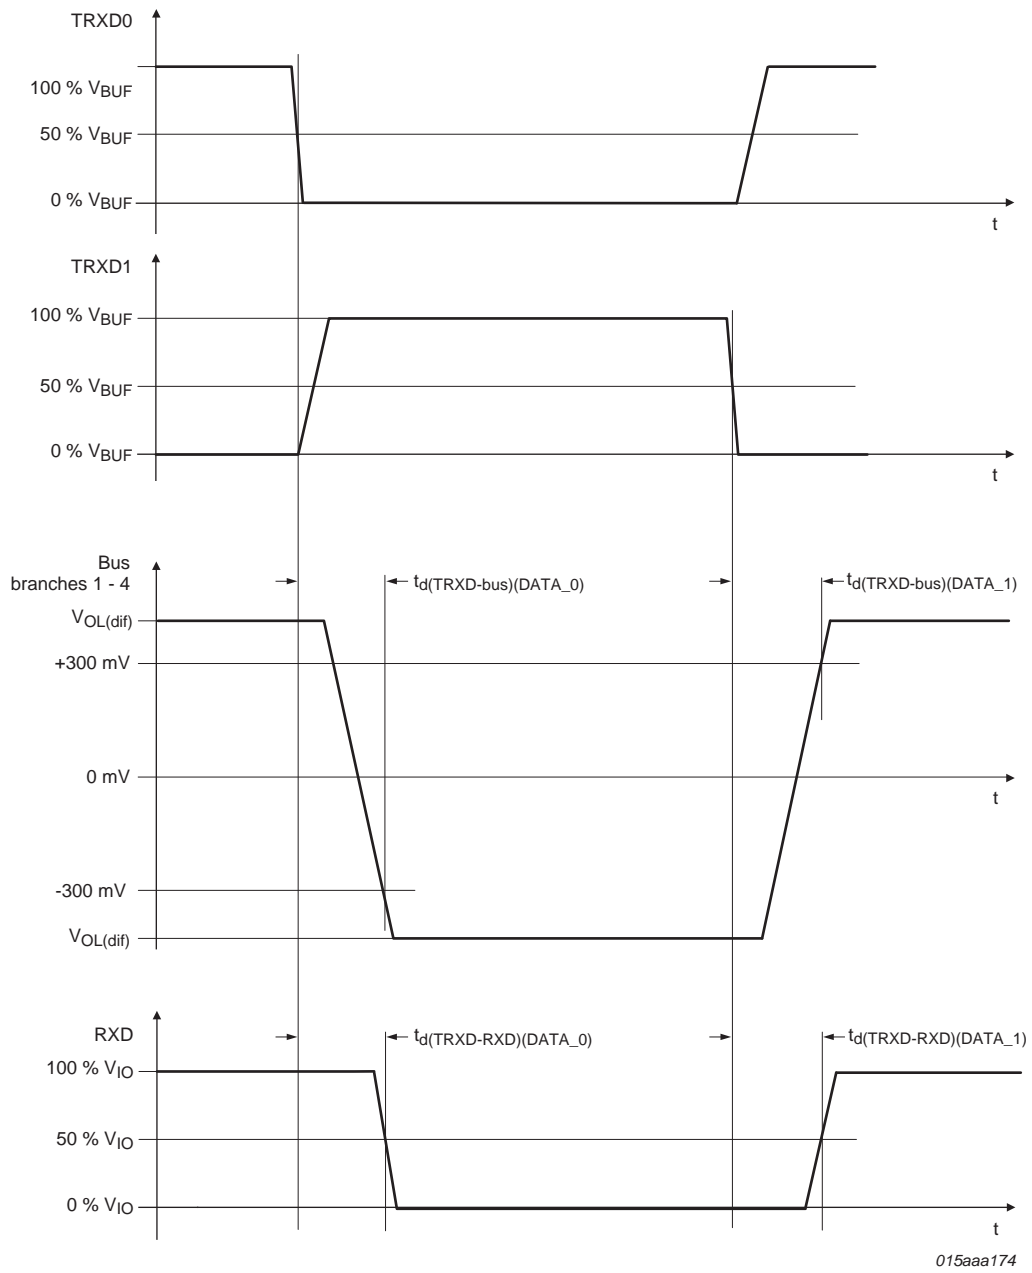 TRXD0
100 % VBUF
50 % VBUF
0 % VBUF
t
TRXD1
100 % VBUF
50 % VBUF
0 % VBUF
t
Bus
branches 1 - 4
td(TRXD-bus)(DATA_0)
td(TRXD-bus)(DATA_1)
VOL(dif)
+300 mV
0 mV
t
-300 mV
VOL(dif)
RXD
td(TRXD-RXD)(DATA_0)
td(TRXD-RXD)(DATA_1)
100 % VIO
50 % VIO
0 % VIO
t
015aaa174